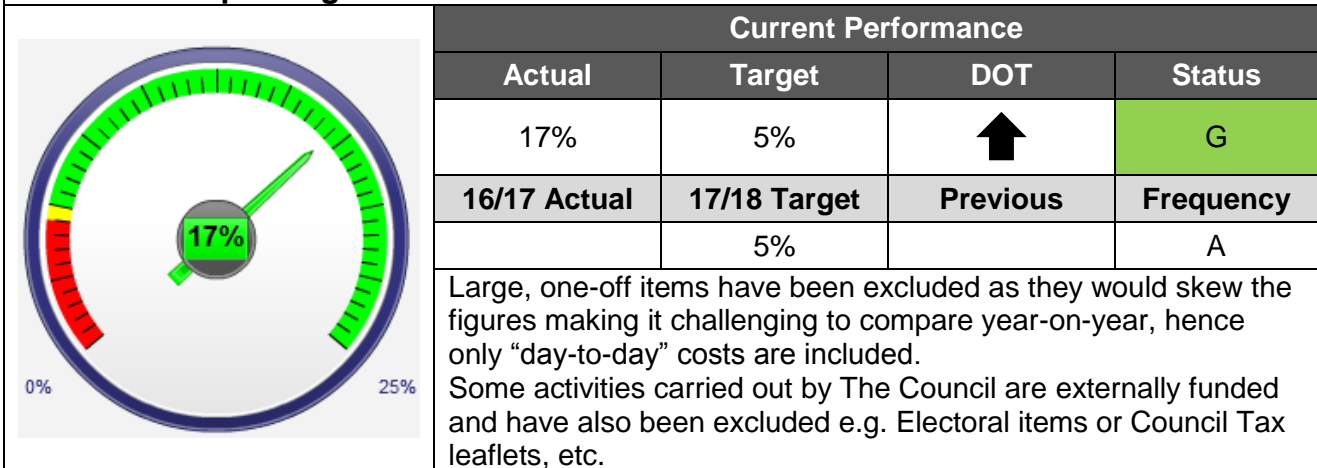 Current Performance
Actual Target DOT Status
17% 5% G
16/17 Actual 17/18 Target Previous Frequency
5% A
17%
0% 25%
Large, one-off items have been excluded as they would skew the
figures making it challenging to compare year-on-year, hence
only “day-to-day” costs are included.
Some activities carried out by The Council are externally funded
and have also been excluded e.g. Electoral items or Council Tax
leaflets, etc.